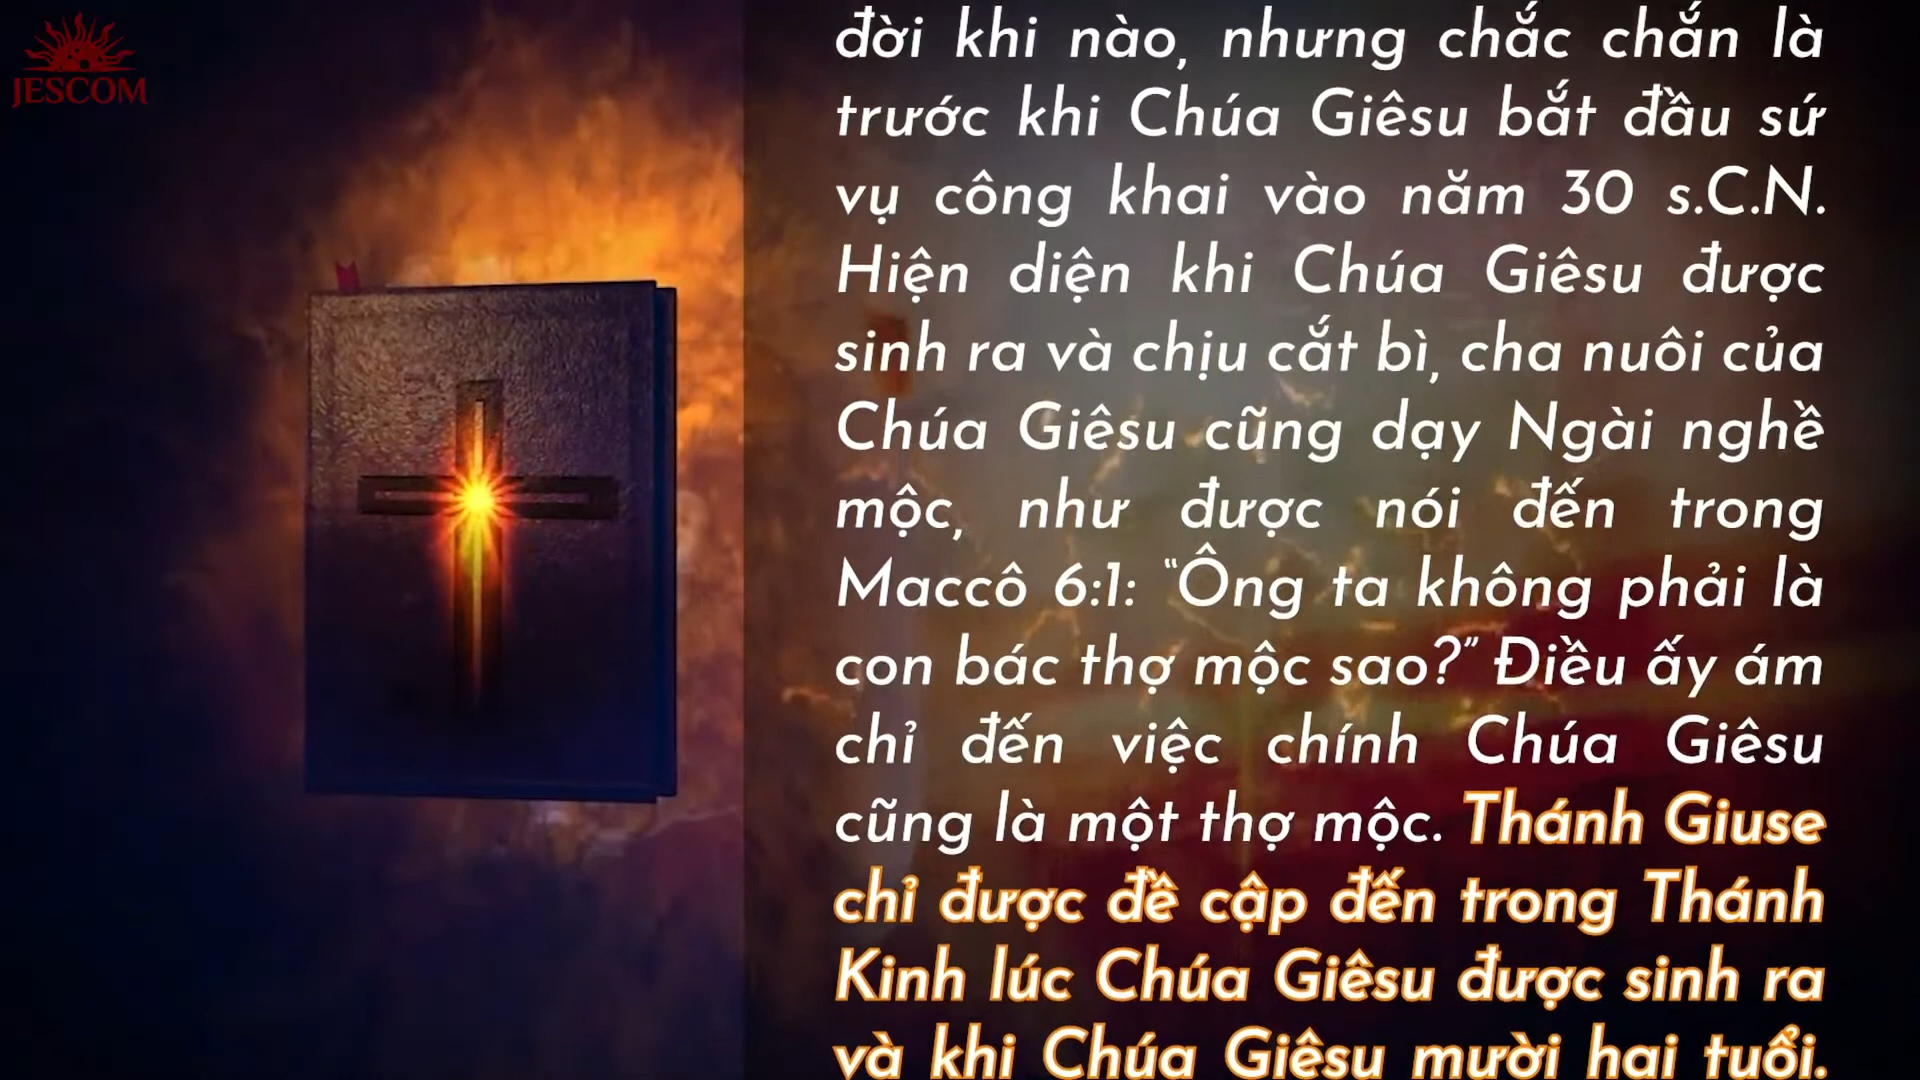 JESCOM
đời khi nào, nhưng chắc chắn là
trước khi Chúa Giêsu bắt đầu sứ
vụ công khai vào năm 30 s.C.N.
Hiện diện khi Chúa Giêsu được
sinh ra và chịu cắt bì, cha nuôi của
Chúa Giêsu cũng dạy Ngài nghề
mộc, như được nói đến trong
Maccô 6:1: “Ông ta không phải là
con bác thợ mộc sao?” Điều ấy ám
chỉ đến việc chính Chúa Giêsu
cũng là một thợ mộc. Thánh Giuse
chỉ được đề cập đến trong Thánh
Kinh lúc Chúa Giêsu được sinh ra
và khi Chúa Giêsu mười hai tuổi.